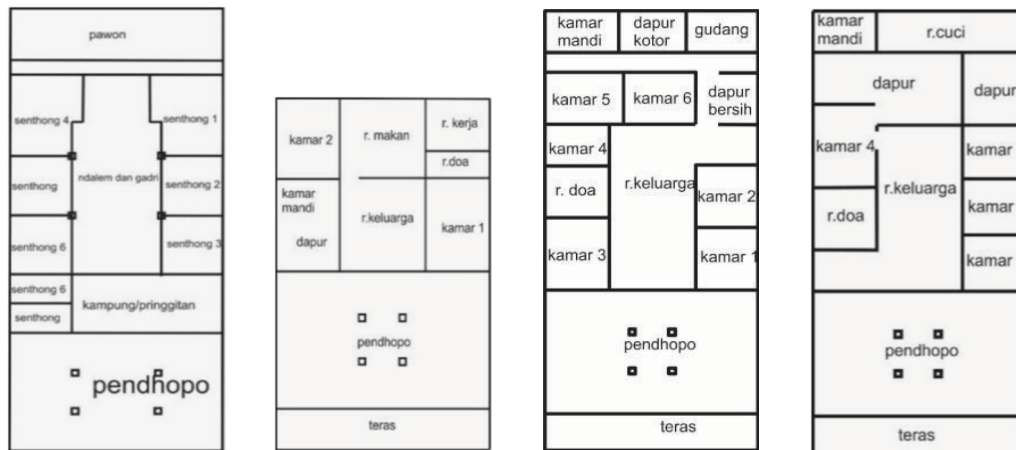 pawon
senthong 4
senthong 1
ndalem dan gadri
senthong
senthong 2
senthong 6
senthong 3
senthong 6
kampung/pringgitan
senthong
pendhopo
kamar 2
r. makan
r. kerja
r.doa
kamar
mandi
r.keluarga
kamar 1
dapur
pendhopo
teras
kamar
mandi
dapur
kotor
gudang
kamar 5
kamar 6
dapur
bersih
kamar 4
r. doa
r.keluarga
kamar 2
kamar 3
kamar 1
pendhopo
teras
kamar
mandi
r.cuci
dapur
dapur
kamar 4
kamar
r.keluarga
kamar
r.doa
kamar
pendhopo
teras